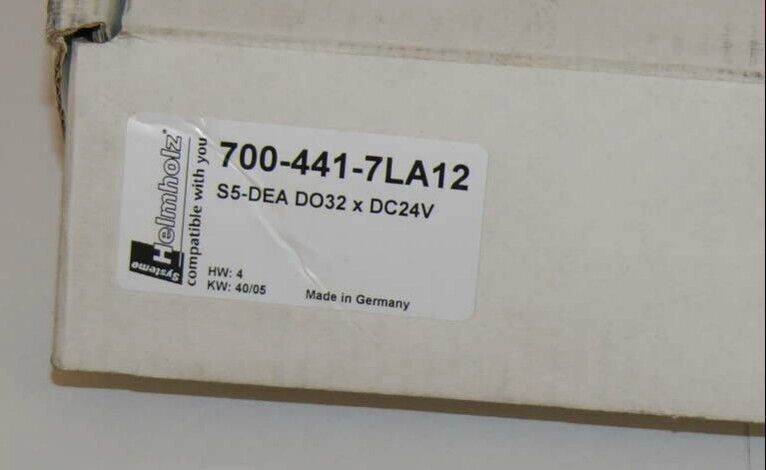 700-441-7LA12
S5-DEA DO32 x DC24V
HW: 4
KW: 40/05
Made in Germany
Systeme Helmholz®
compatible with you